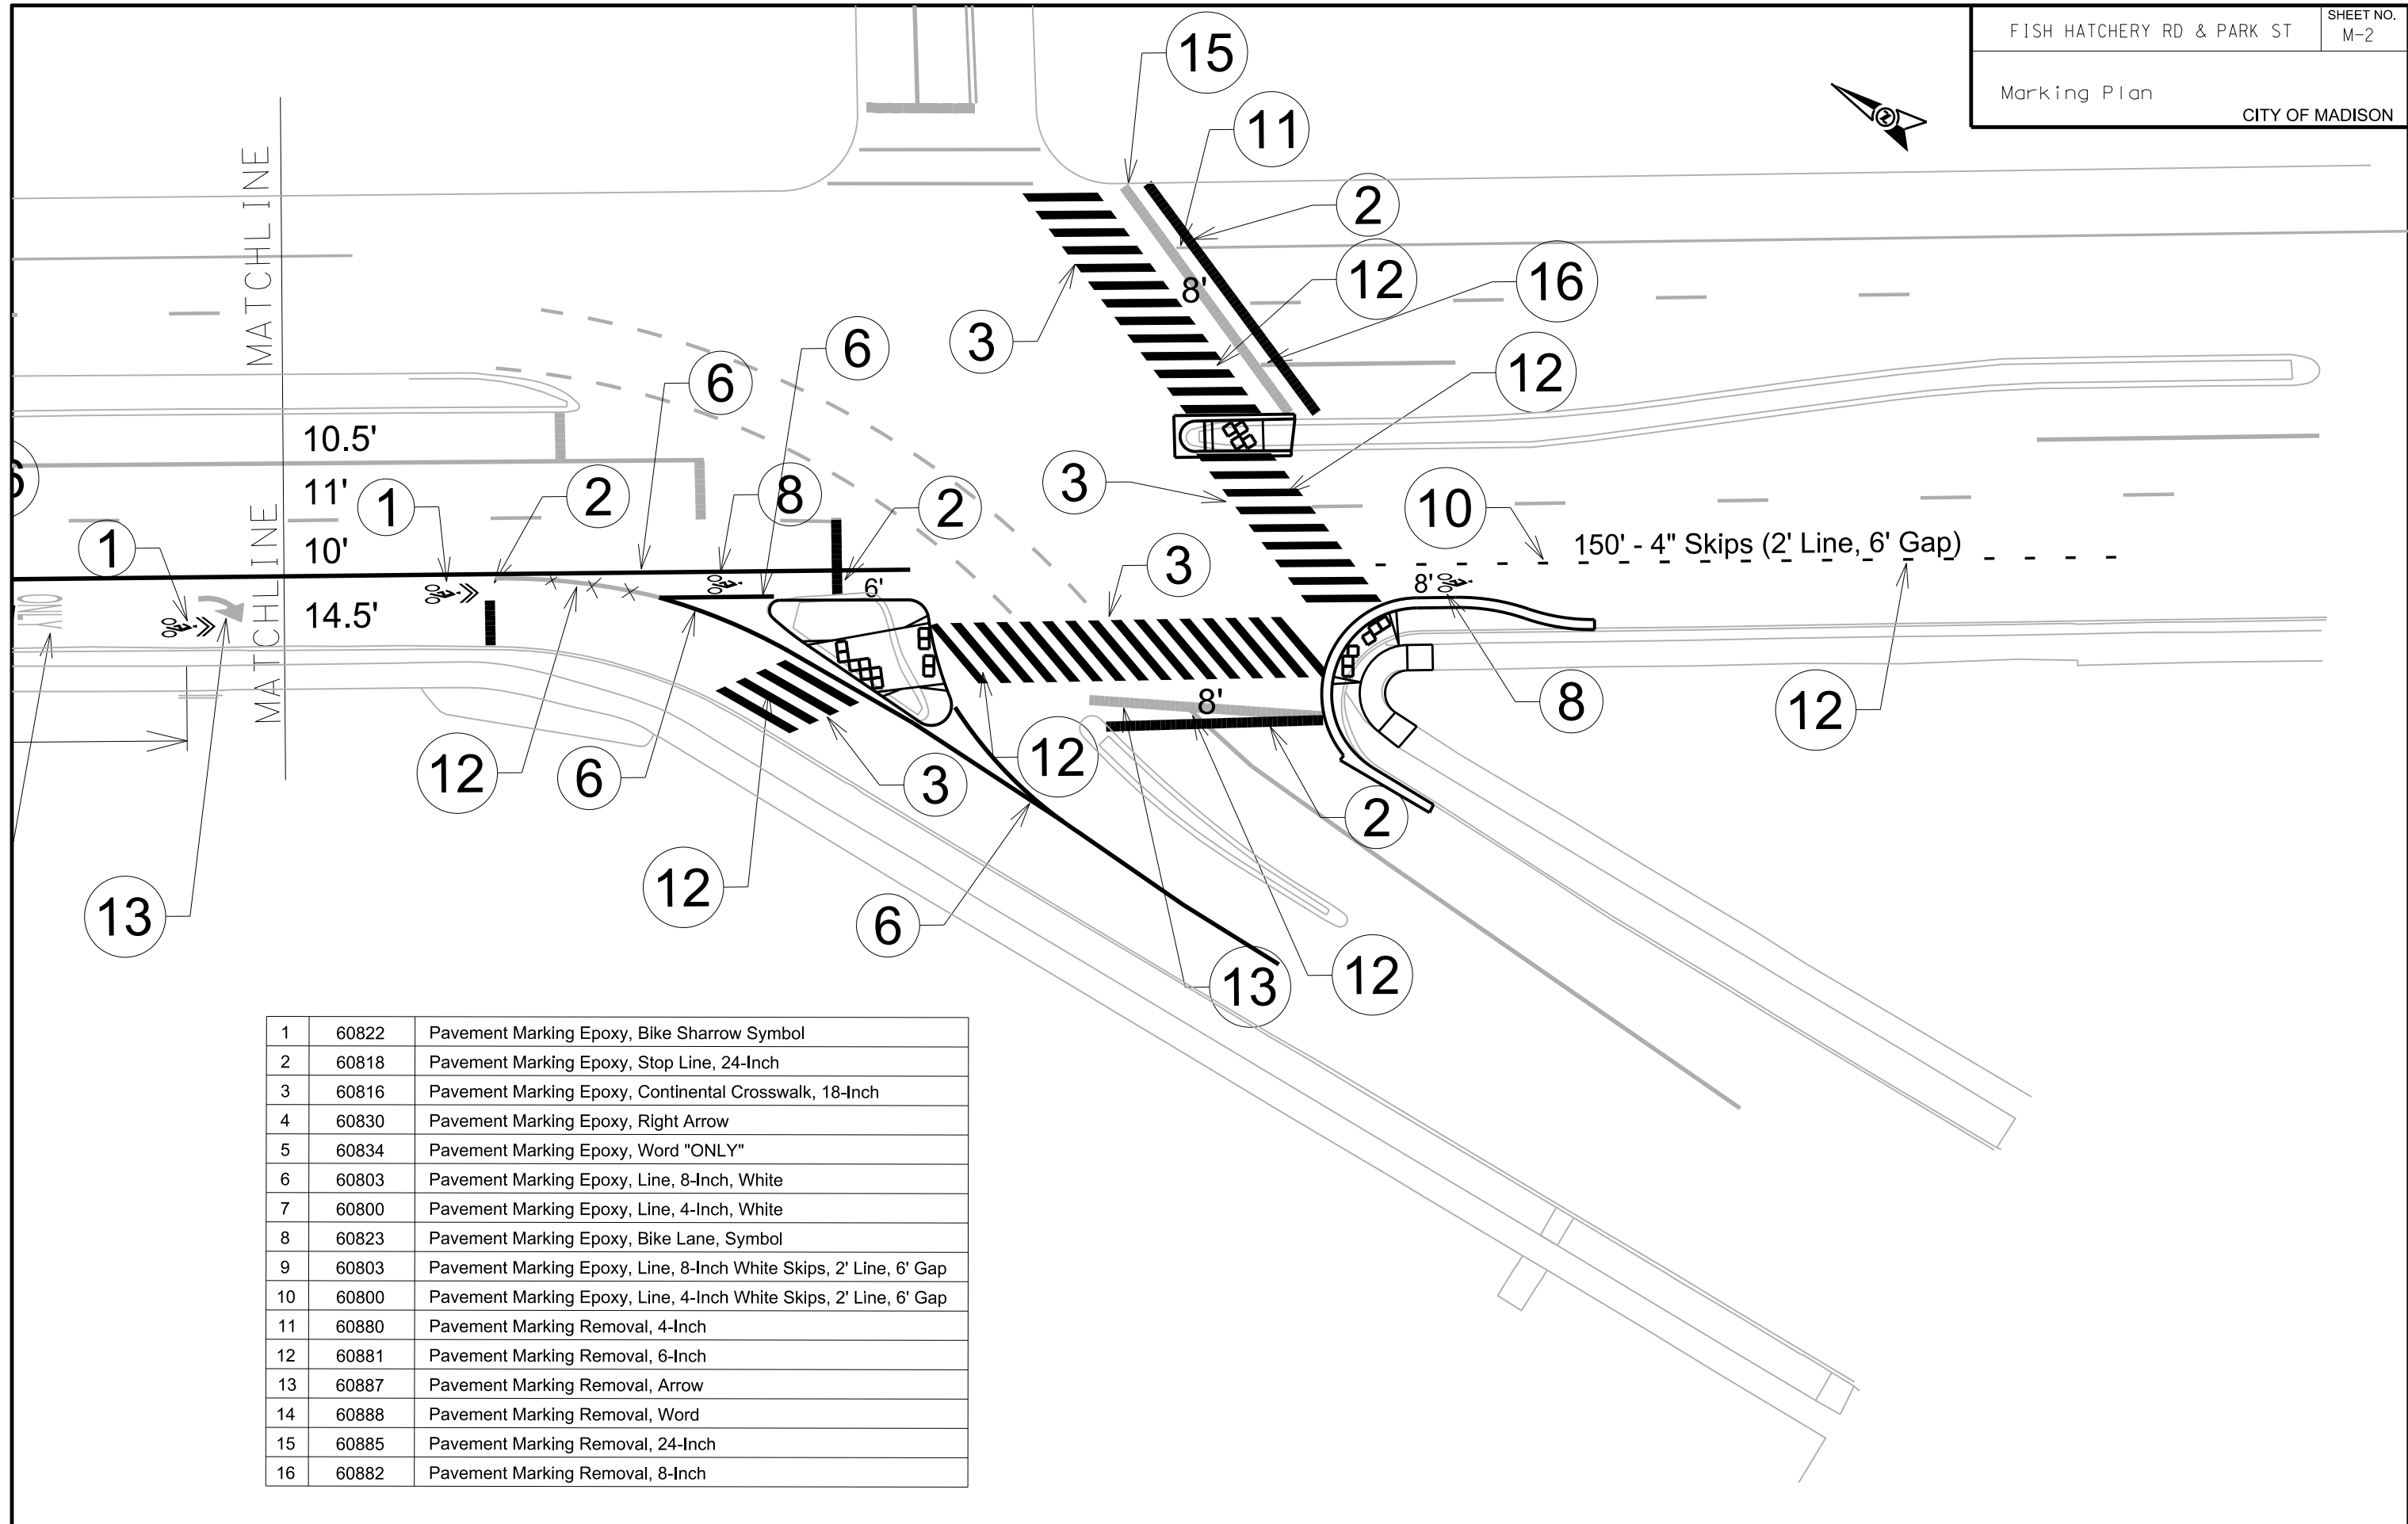 FISH HATCHERY RD & PARK ST
SHEET NO.
M-2
Marking Plan
CITY OF MADISON
15
11
2
12
16
3
6
6
12
MATCHLINE
10.5'
11'
10'
14.5'
MATCHLINE
8'
1
2
8
2
3
10
150' - 4" Skips (2' Line, 6' Gap)
1
3
6'
8'
8'
8
12
12
6
3
12
2
13
12
6
13
12
1 60822 Pavement Marking Epoxy, Bike Sharrow Symbol
2 60818 Pavement Marking Epoxy, Stop Line, 24-Inch
3 60816 Pavement Marking Epoxy, Continental Crosswalk, 18-Inch
4 60830 Pavement Marking Epoxy, Right Arrow
5 60834 Pavement Marking Epoxy, Word "ONLY"
6 60803 Pavement Marking Epoxy, Line, 8-Inch, White
7 60800 Pavement Marking Epoxy, Line, 4-Inch, White
8 60823 Pavement Marking Epoxy, Bike Lane, Symbol
9 60803 Pavement Marking Epoxy, Line, 8-Inch White Skips, 2' Line, 6' Gap
10 60800 Pavement Marking Epoxy, Line, 4-Inch White Skips, 2' Line, 6' Gap
11 60880 Pavement Marking Removal, 4-Inch
12 60881 Pavement Marking Removal, 6-Inch
13 60887 Pavement Marking Removal, Arrow
14 60888 Pavement Marking Removal, Word
15 60885 Pavement Marking Removal, 24-Inch
16 60882 Pavement Marking Removal, 8-Inch